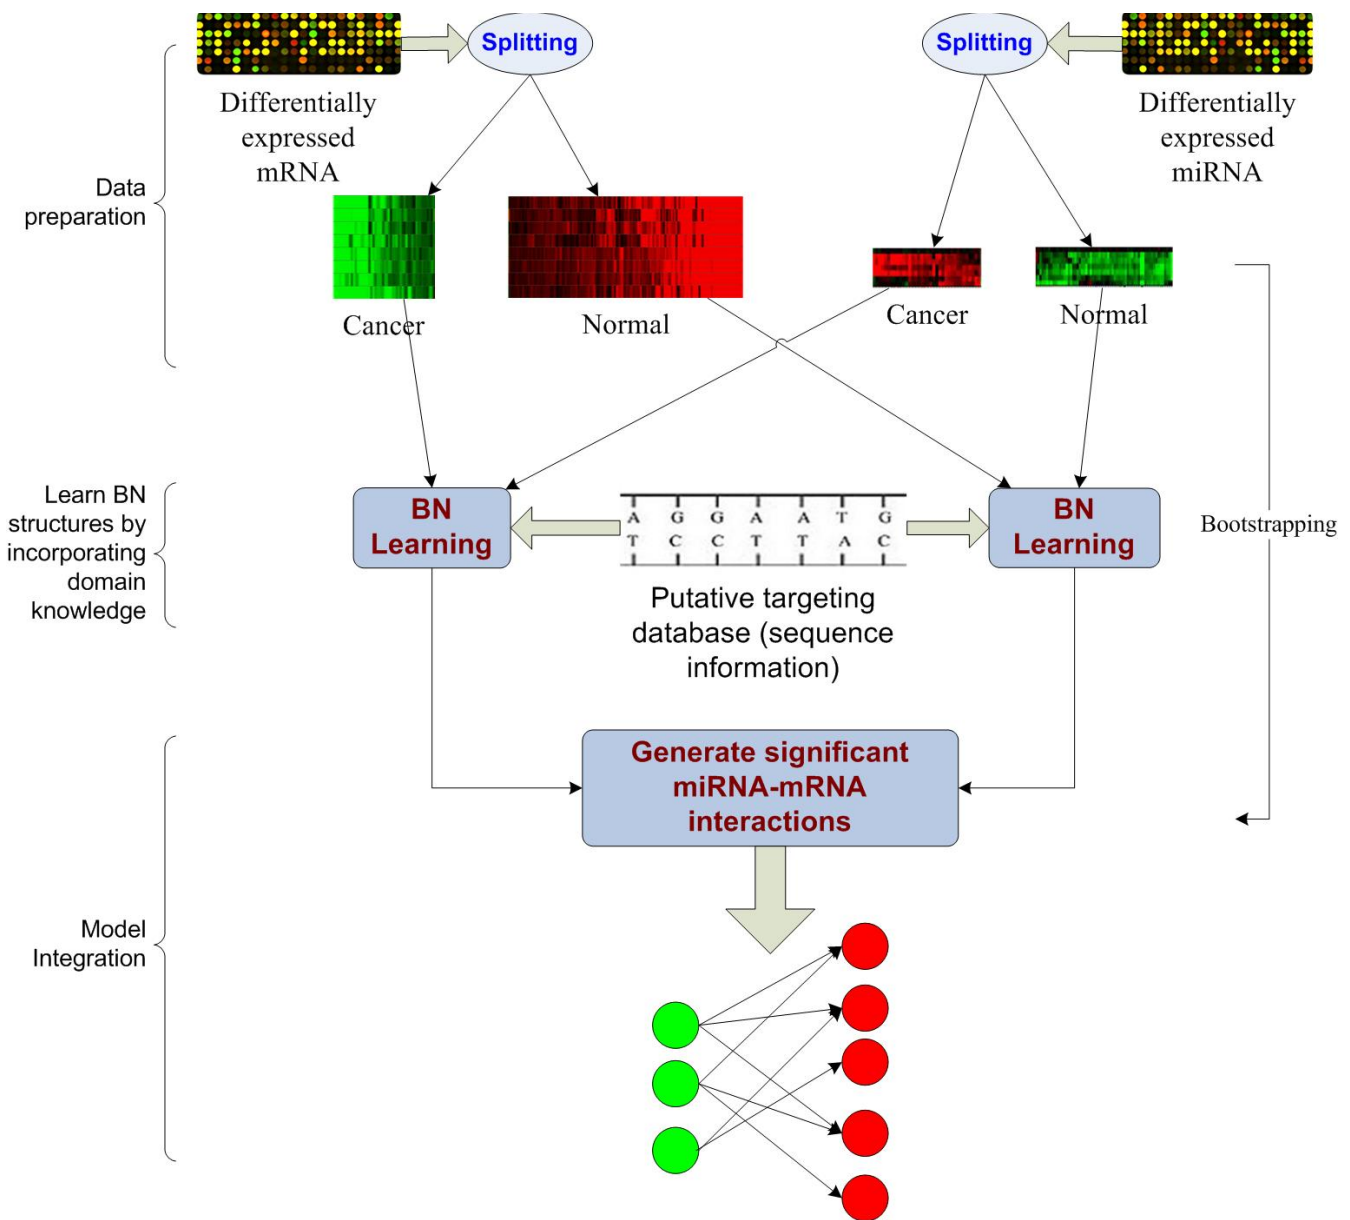 Splitting
Splitting
Differentially
expressed
mRNA
Differentially
expressed
miRNA
Data
preparation
Cancer
Normal
Cancer
Normal
Learn BN
structures by
incorporating
domain
knowledge
BN
Learning
A G G A A T G
T C C T T A C
BN
Learning
Bootstrapping
Putative targeting
database (sequence
information)
Generate significant
miRNA-mRNA
interactions
Model
Integration